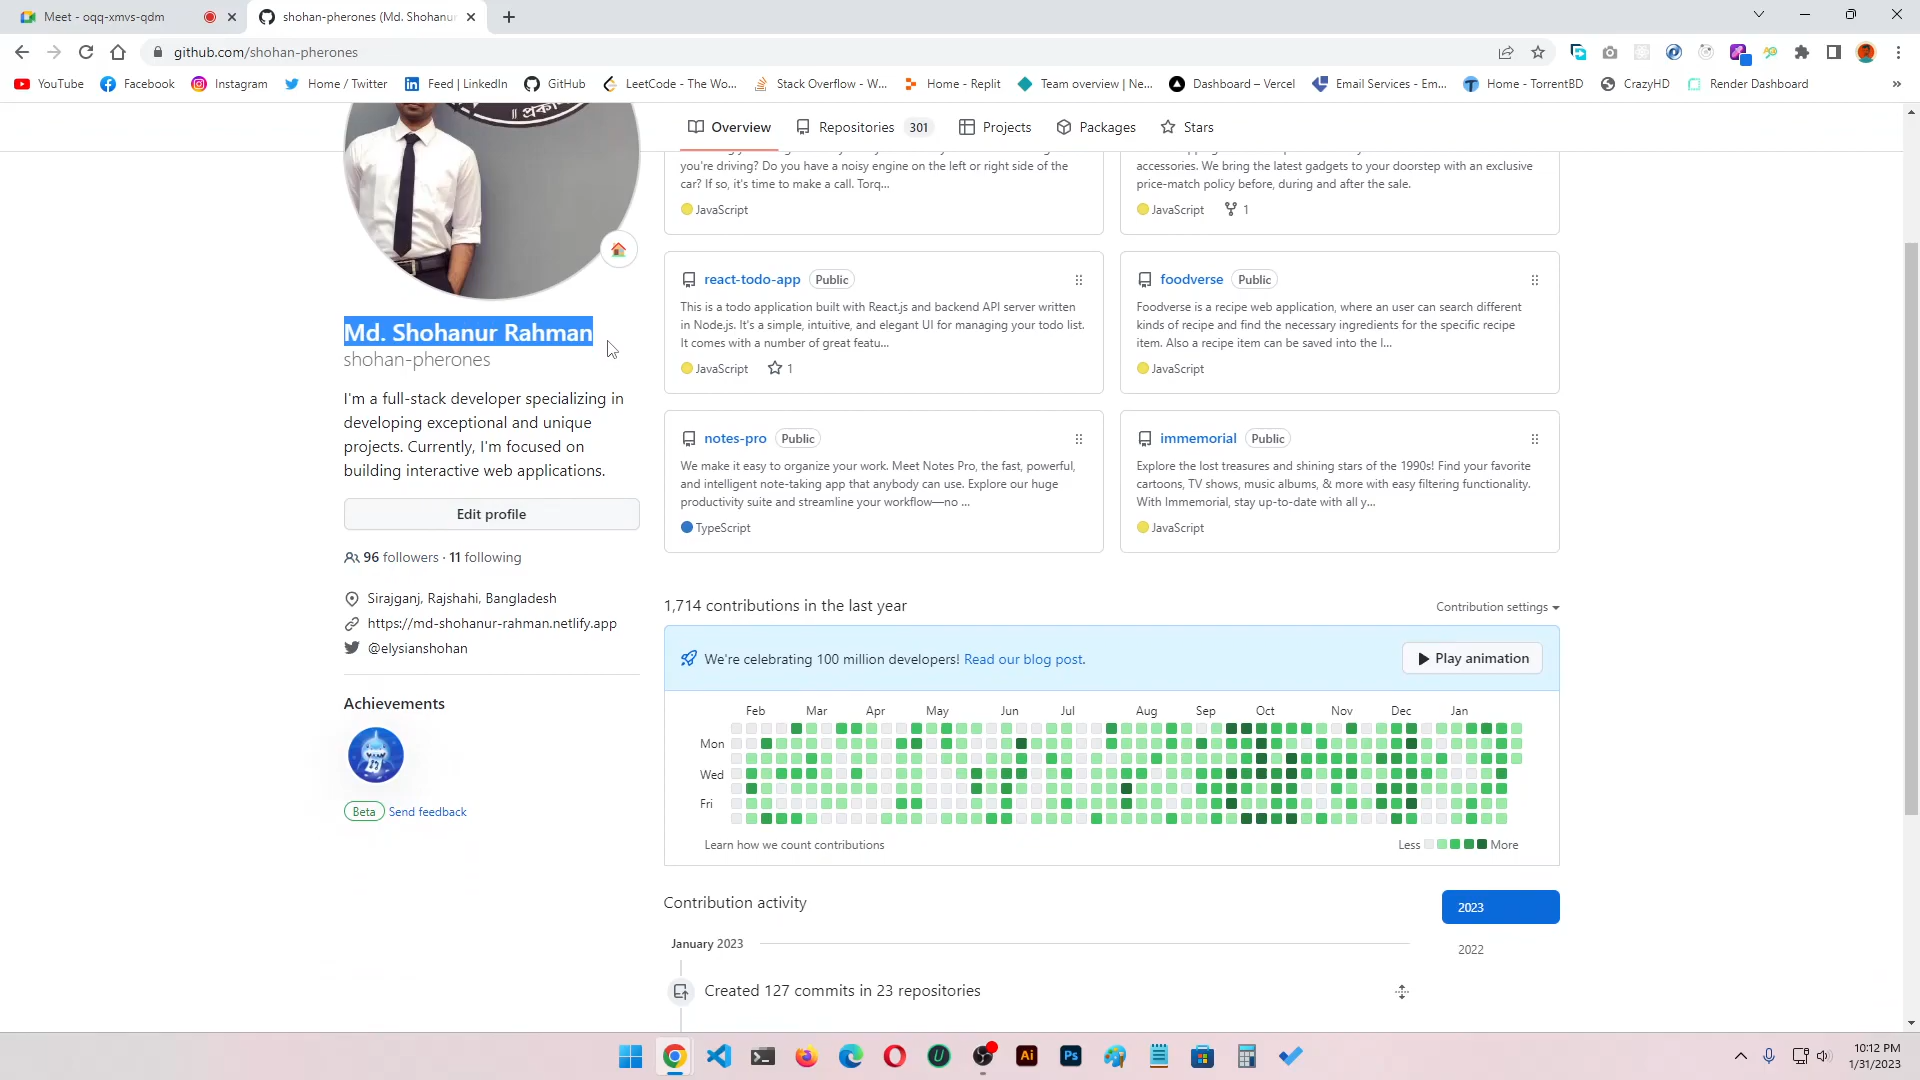 Meet - oqq-xmvs-qdm
shohan-pherones (Md. Shohanur
github.com/shohan-pherones
YouTube
Facebook
Instagram
Home / Twitter
Feed | LinkedIn
GitHub
LeetCode - The Wo...
Stack Overflow - W...
Home - Replit
Team overview | Ne...
Dashboard – Vercel
Email Services - Em...
Home - TorrentBD
CrazyHD
Render Dashboard
Overview
Repositories 301
Projects
Packages
Stars
you're driving? Do you have a noisy engine on the left or right side of the
car? If so, it's time to make a call. Torq...
JavaScript
accessories. We bring the latest gadgets to your doorstep with an exclusive
price-match policy before, during and after the sale.
JavaScript 1
Md. Shohanur Rahman
shohan-pherones
I'm a full-stack developer specializing in
developing exceptional and unique
projects. Currently, I'm focused on
building interactive web applications.
Edit profile
96 followers · 11 following
Sirajganj, Rajshahi, Bangladesh
https://md-shohanur-rahman.netlify.app
@elysianshohan
Achievements
Beta Send feedback
react-todo-app Public
This is a todo application built with React.js and backend API server written
in Node.js. It's a simple, intuitive, and elegant UI for managing your todo list.
It comes with a number of great featu...
JavaScript 1
foodverse Public
Foodverse is a recipe web application, where an user can search different
kinds of recipe and find the necessary ingredients for the specific recipe
item. Also a recipe item can be saved into the l...
JavaScript
notes-pro Public
We make it easy to organize your work. Meet Notes Pro, the fast, powerful,
and intelligent note-taking app that anybody can use. Explore our huge
productivity suite and streamline your workflow—no ...
TypeScript
immemorial Public
Explore the lost treasures and shining stars of the 1990s! Find your favorite
cartoons, TV shows, music albums, & more with easy filtering functionality.
With Immemorial, stay up-to-date with all y...
JavaScript
1,714 contributions in the last year
Contribution settings
We're celebrating 100 million developers! Read our blog post.
Play animation
Feb Mar Apr May Jun Jul Aug Sep Oct Nov Dec Jan
Mon
Wed
Fri
Learn how we count contributions
Less More
Contribution activity
2023
2022
January 2023
Created 127 commits in 23 repositories
Ai
Ps
10:12 PM
1/31/2023